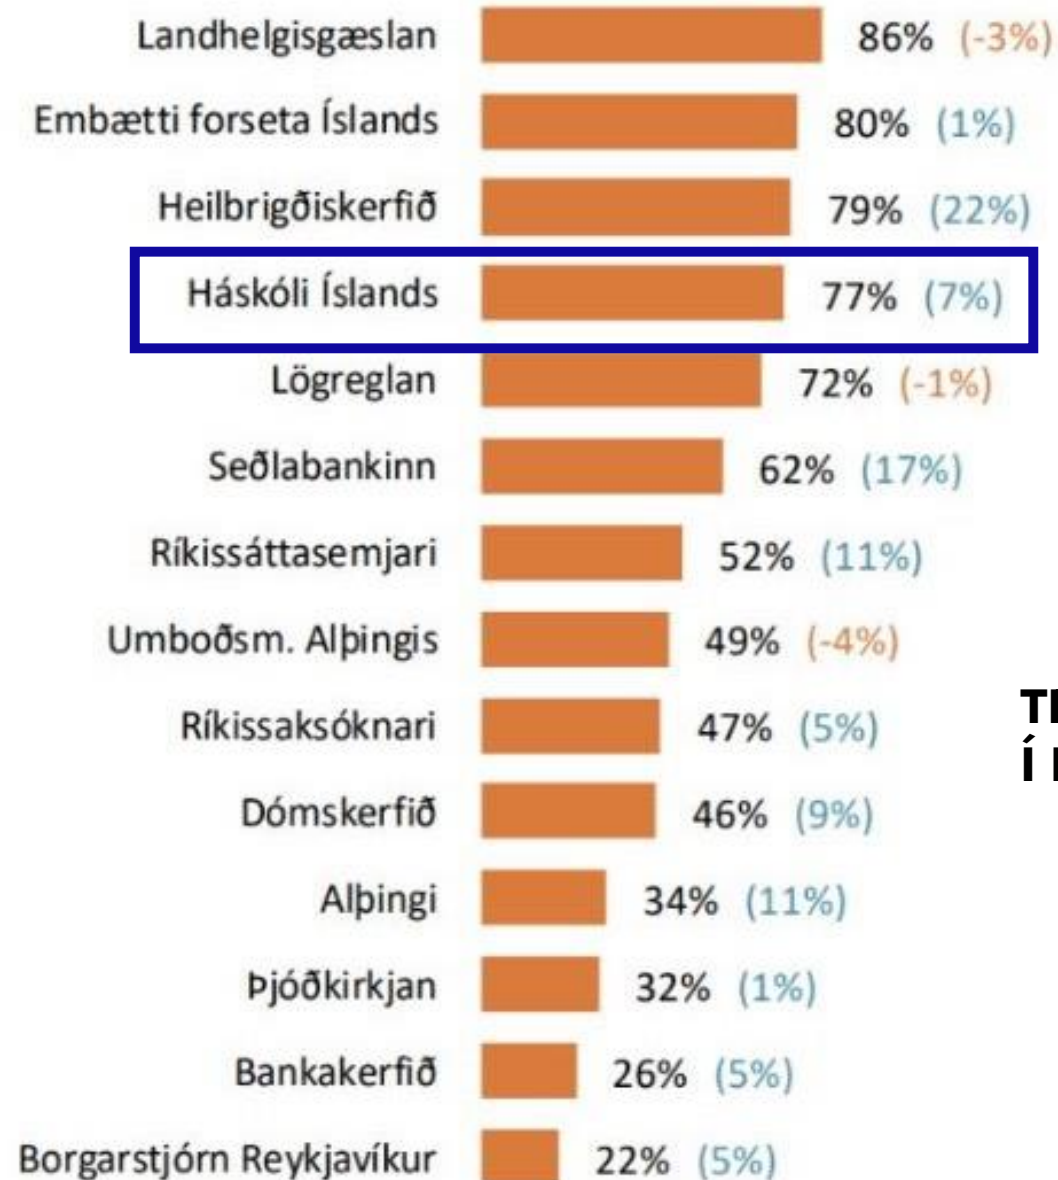 Landhelgisgæslan 86% (-3%)
Embætti forseta Íslands 80% (1%)
Heilbrigðiskerfið 79% (22%)
Háskóli Íslands 77% (7%)
Lögreglan 72% (-1%)
Seðlabankinn 62% (17%)
Ríkissáttasemjari 52% (11%)
Umboðsm. Alþingis 49% (-4%)
Ríkissaksóknari 47% (5%)
Dómskerfið 46% (9%)
Alþingi 34% (11%)
Þjóðkirkjan 32% (1%)
Bankakerfið 26% (5%)
Borgarstjórn Reykjavíkur 22% (5%)
Í